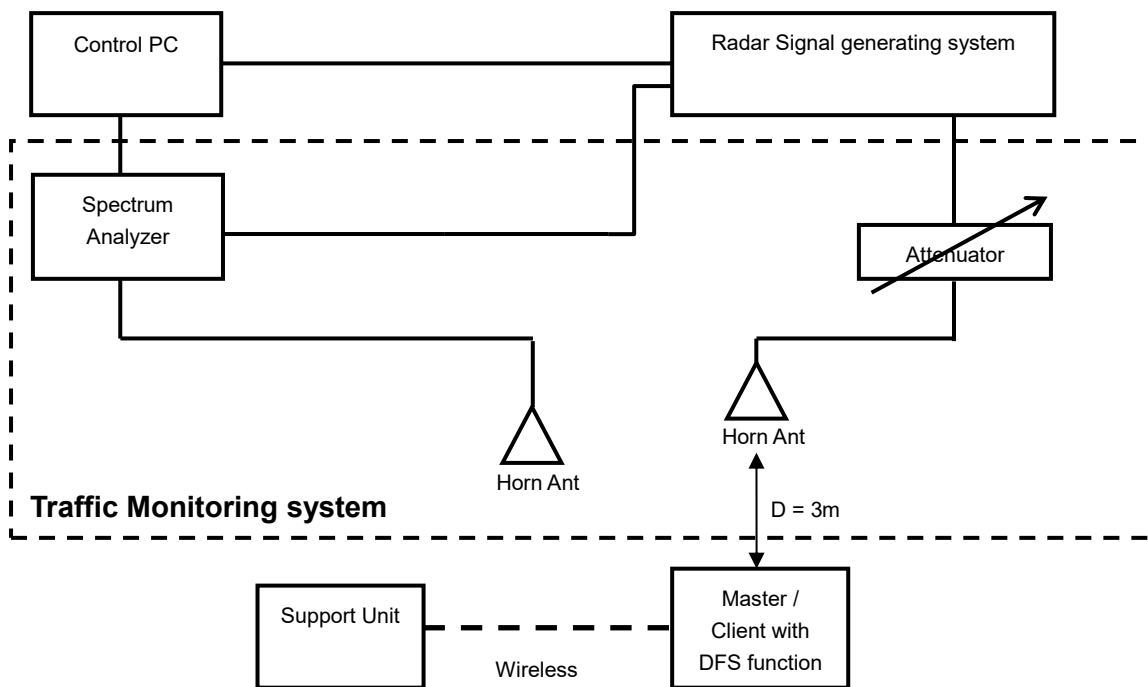 Control PC
Radar Signal generating system
Spectrum
Analyzer
Attenuator
Horn Ant
Horn Ant
Traffic Monitoring system
D = 3m
Support Unit
Wireless
Master /
Client with
DFS function